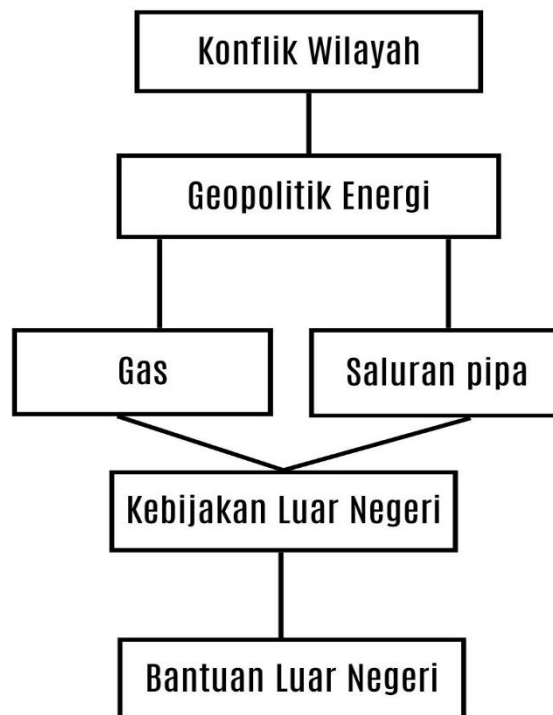 Konflik Wilayah
Geopolitik Energi
Gas
Saluran pipa
Kebijakan Luar Negeri
Bantuan Luar Negeri